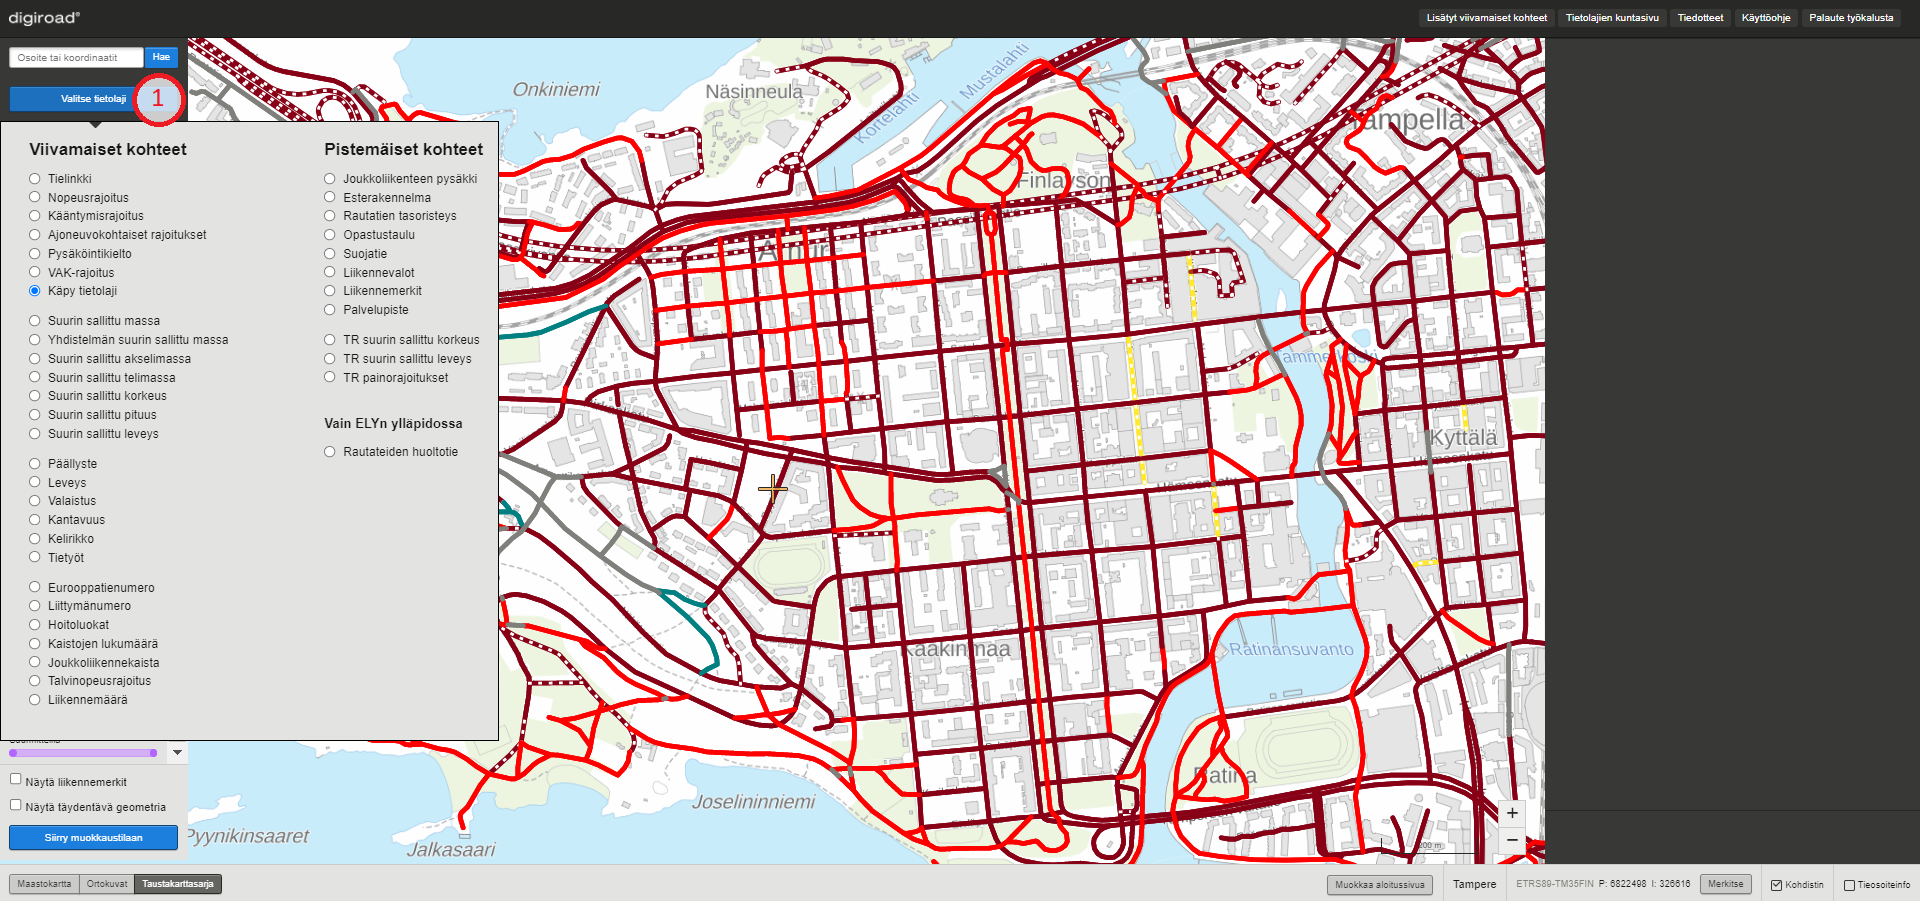 digiroad®
Lisätyt viivamaiset kohteet
Tietolajien kuntasivu
Tiedotteet
Käyttöohje
Palaute työkalusta
Osoite tai koordinaatit
Hae
Valitse tietolaji
1
Viivamaiset kohteet
Tielinkki
Nopeusrajoitus
Kääntymisrajoitus
Ajoneuvokohtaiset rajoitukset
Pysäköintikielto
VAK-rajoitus
Käpy tietolaji
Suurin sallittu massa
Yhdistelmän suurin sallittu massa
Suurin sallittu akselimassa
Suurin sallittu telimassa
Suurin sallittu korkeus
Suurin sallittu pituus
Suurin sallittu leveys
Päällyste
Leveys
Valaistus
Kantavuus
Kelirikko
Tietyöt
Eurooppatienumero
Liittymänumero
Hoitoluokat
Kaistojen lukumäärä
Joukkoliikennekaista
Talvinopeusrajoitus
Liikennemäärä
Pistemäiset kohteet
Joukkoliikenteen pysäkki
Esterakennelma
Rautatien tasoristeys
Opastustaulu
Suojatie
Liikennevalot
Liikennemerkit
Palvelupiste
TR suurin sallittu korkeus
TR suurin sallittu leveys
TR painorajoitukset
Vain ELYn ylläpidossa
Rautateiden huoltotie
Näytä liikennemerkit
Näytä täydentävä geometria
Siirry muokkaustilaan
Onkiniemi
Näsinneula
Mustalahti
Kortelahti
Tampella
Finlayson
Kyttälä
Hämeenkatu
Kaakinmaa
Ratinansuvanto
Ratina
Joselininniemi
Pyynikinsaaret
Jalkasaari
+
−
200 m
Maastokartta
Ortokuvat
Taustakarttasarja
Muokkaa aloitussivua
Tampere
ETRS89-TM35FIN P: 6822498 I: 326616
Merkitse
Kohdistin
Tieosoiteinfo